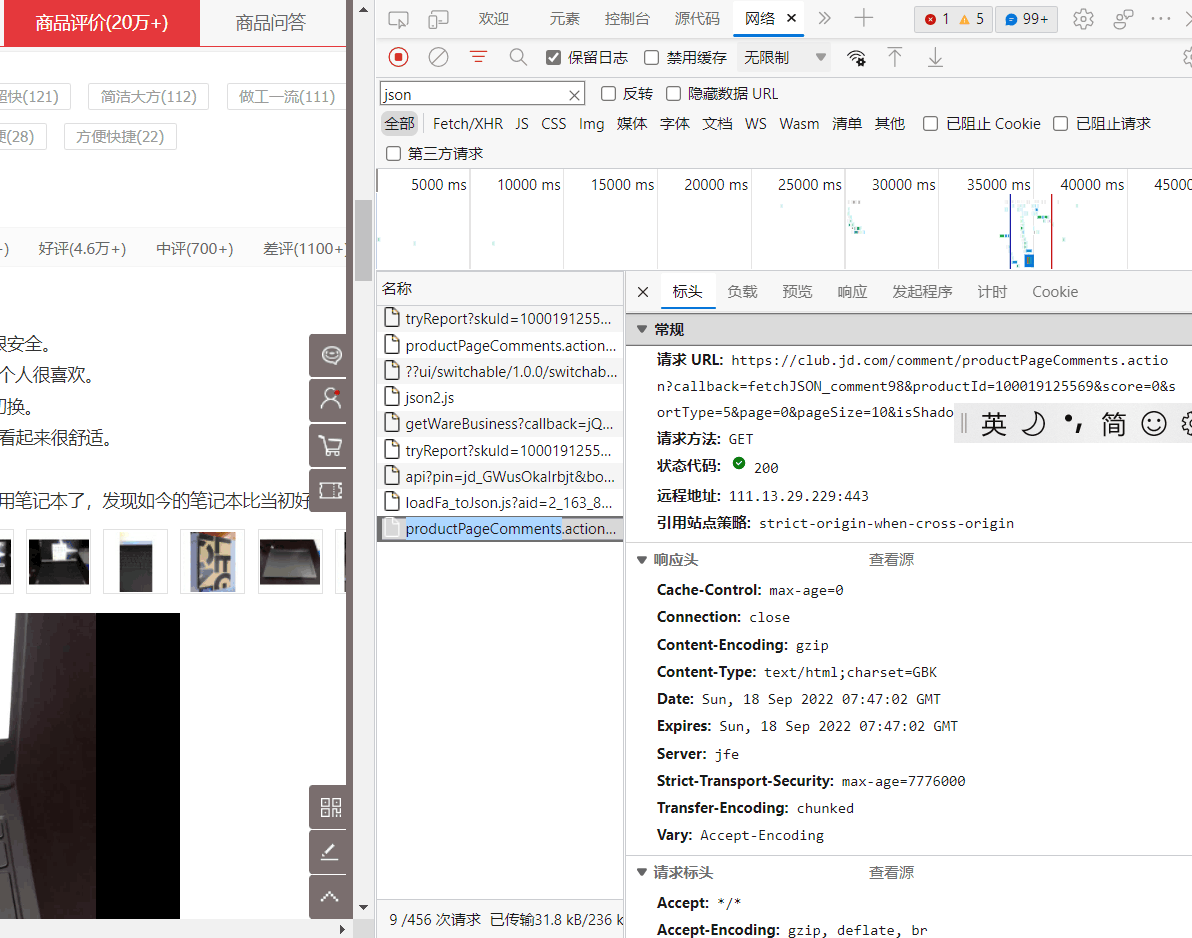 商品评价(20万+)
商品问答
超快(121)
简洁大方(112)
做工一流(111)
(28)
方便快捷(22)
+)
好评(4.6万+)
中评(700+)
差评(1100+)
很安全。
个人很喜欢。
切换。
看起来很舒适。
用笔记本了，发现如今的笔记本比当初好
欢迎
元素
控制台
源代码
网络
1
5
99+
保留日志
禁用缓存
无限制
json
反转
隐藏数据 URL
全部
Fetch/XHR
JS
CSS
Img
媒体
字体
文档
WS
Wasm
清单
其他
已阻止 Cookie
已阻止请求
第三方请求
5000 ms
10000 ms
15000 ms
20000 ms
25000 ms
30000 ms
35000 ms
40000 ms
45000
名称
tryReport?skuId=1000191255...
productPageComments.action...
??ui/switchable/1.0.0/switchab...
json2.js
getWareBusiness?callback=jQ...
tryReport?skuId=1000191255...
api?pin=jd_GWusOkaIrbjt&bo...
loadFa_toJson.js?aid=2_163_8...
productPageComments.action...
9 /456 次请求
已传输31.8 kB/236 k
标头
负载
预览
响应
发起程序
计时
Cookie
常规
请求 URL: https://club.jd.com/comment/productPageComments.actio
n?callback=fetchJSON_comment98&productId=100019125569&score=0&s
ortType=5&page=0&pageSize=10&isShado
英
简
请求方法: GET
状态代码: 200
远程地址: 111.13.29.229:443
引用站点策略: strict-origin-when-cross-origin
响应头
查看源
Cache-Control: max-age=0
Connection: close
Content-Encoding: gzip
Content-Type: text/html;charset=GBK
Date: Sun, 18 Sep 2022 07:47:02 GMT
Expires: Sun, 18 Sep 2022 07:47:02 GMT
Server: jfe
Strict-Transport-Security: max-age=7776000
Transfer-Encoding: chunked
Vary: Accept-Encoding
请求标头
查看源
Accept: */*
Accept-Encoding: gzip, deflate, br